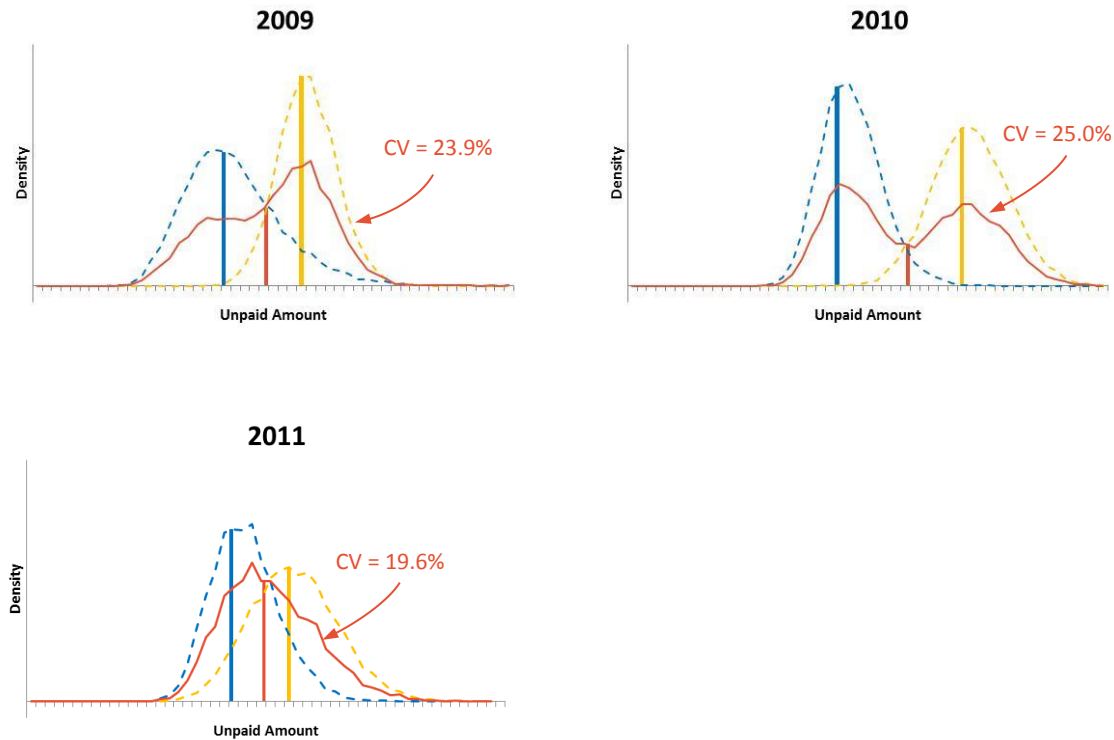 2009
Density
CV = 23.9%
Unpaid Amount
2010
Density
CV = 25.0%
Unpaid Amount
2011
Density
CV = 19.6%
Unpaid Amount